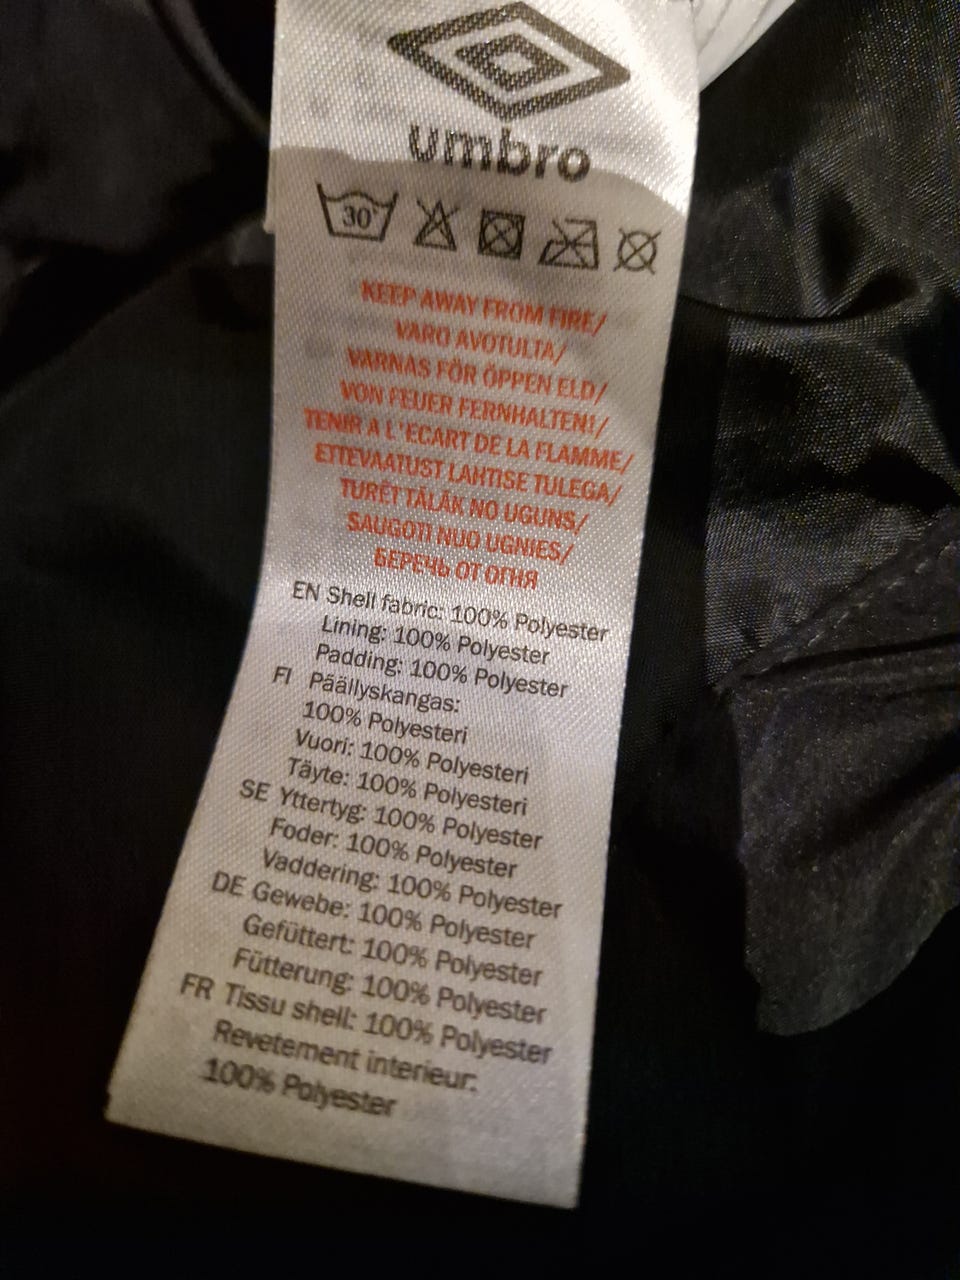 umbro
30°
KEEP AWAY FROM FIRE/
VARO AVOTULTA/
VARNAS FÖR ÖPPEN ELD/
VON FEUER FERNHALTEN!/
TENIR A L'ECART DE LA FLAMME/
ETTEVAATUST LAHTISE TULEGA/
TURĒT TĀLĀK NO UGUNS/
SAUGOTI NUO UGNIES/
БЕРЕЧЬ ОТ ОГНЯ
EN Shell fabric: 100% Polyester
Lining: 100% Polyester
Padding: 100% Polyester
FI Päällyskangas:
100% Polyesteri
Vuori: 100% Polyesteri
Täyte: 100% Polyesteri
SE Yttertyg: 100% Polyester
Foder: 100% Polyester
Vaddering: 100% Polyester
DE Gewebe: 100% Polyester
Gefüttert: 100% Polyester
Fütterung: 100% Polyester
FR Tissu shell: 100% Polyester
Revetement interieur:
100% Polyester